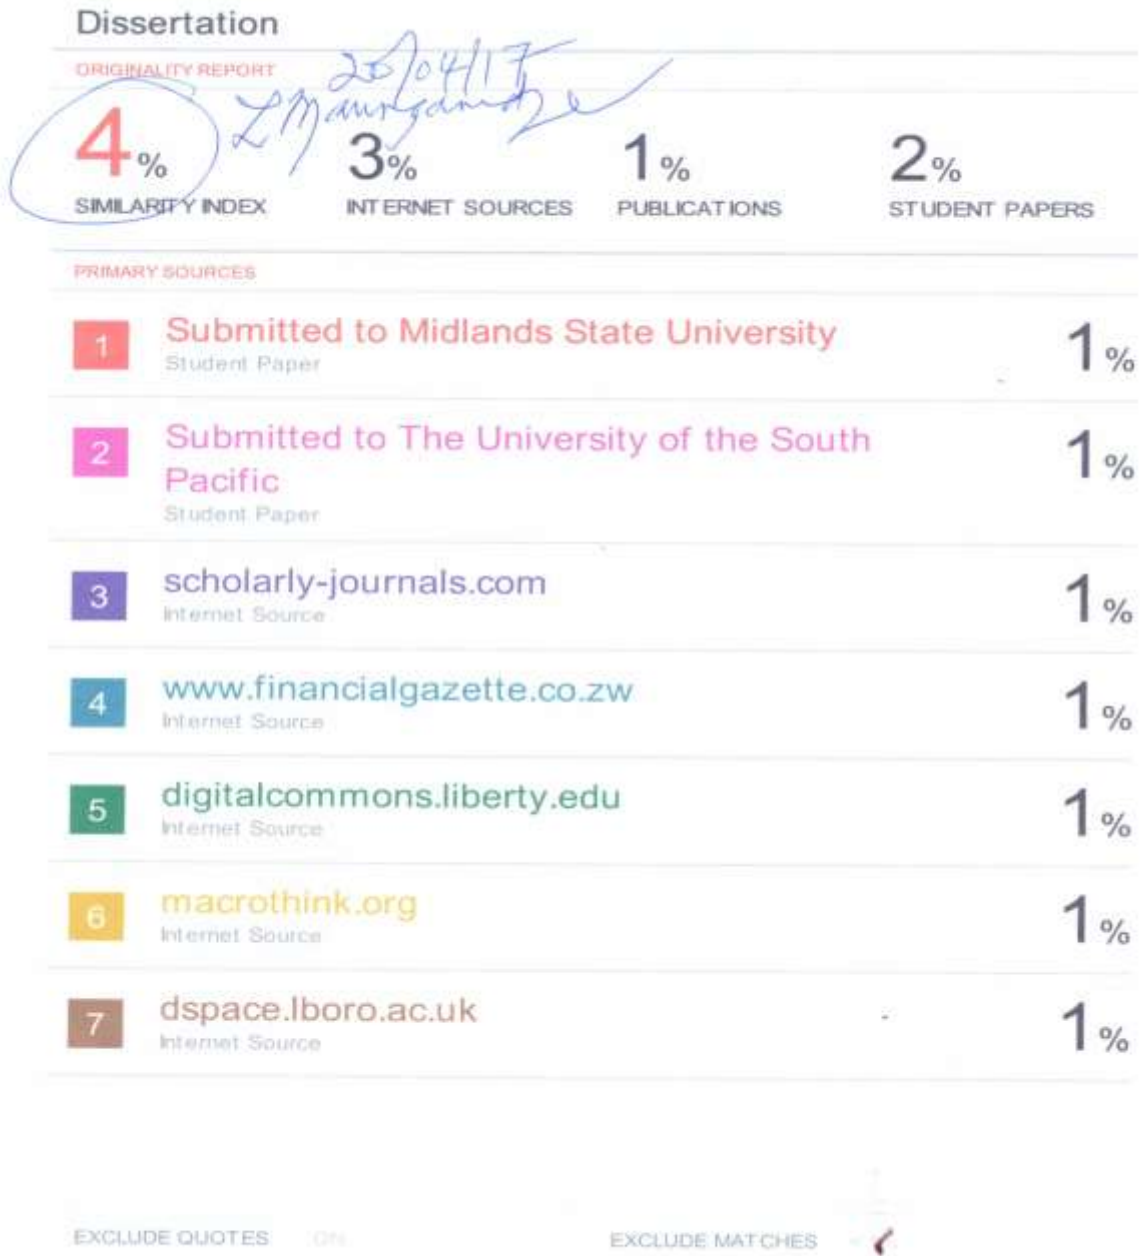 Dissertation
ORIGINALITY REPORT
20/04/17
4%
3%
1%
2%
SIMILARITY INDEX
INTERNET SOURCES
PUBLICATIONS
STUDENT PAPERS
PRIMARY SOURCES
1
Submitted to Midlands State University
Student Paper
1%
2
Submitted to The University of the South
Pacific
Student Paper
1%
3
scholarly-journals.com
Internet Source
1%
4
www.financialgazette.co.zw
Internet Source
1%
5
digitalcommons.liberty.edu
Internet Source
1%
6
macrothink.org
Internet Source
1%
7
dspace.lboro.ac.uk
Internet Source
1%
EXCLUDE QUOTES ON
EXCLUDE MATCHES